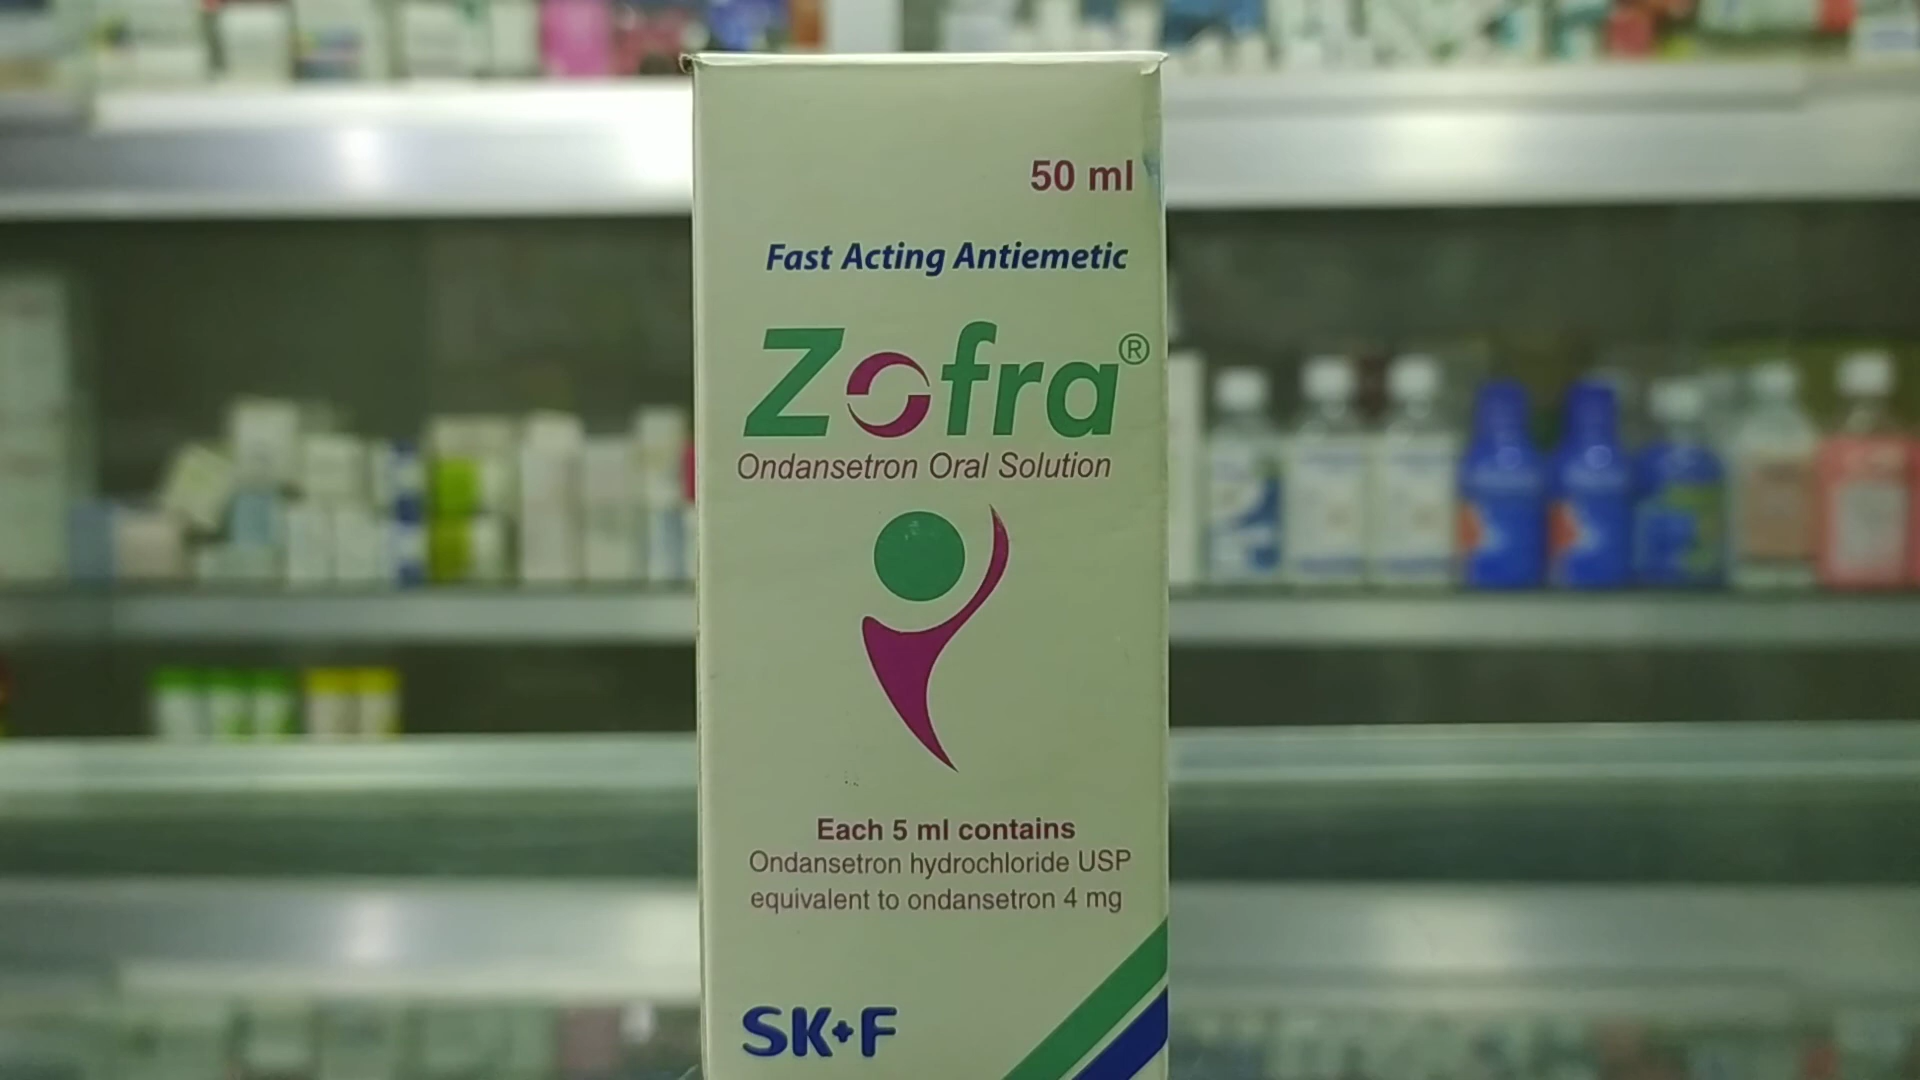 50 ml
Fast Acting Antiemetic
Zofra®
Ondansetron Oral Solution
Each 5 ml contains
Ondansetron hydrochloride USP
equivalent to ondansetron 4 mg
SK+F